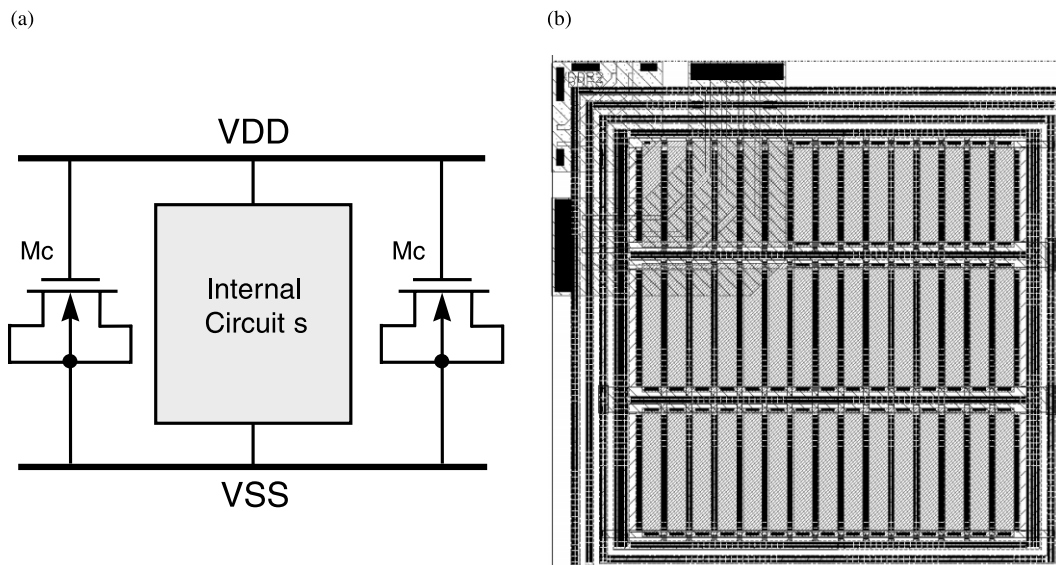 (a)
(b)
VDD
Mc
Mc
Internal
Circuit s
VSS